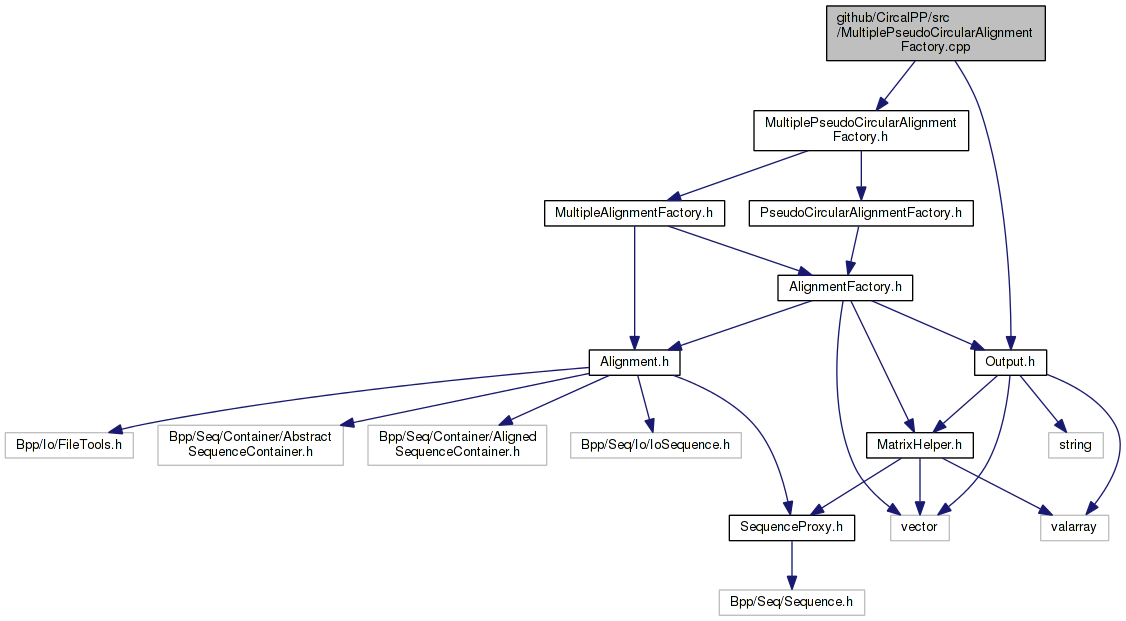 github/CircalPP/src
/MultiplePseudoCircularAlignment
Factory.cpp
MultiplePseudoCircularAlignment
Factory.h
MultipleAlignmentFactory.h
PseudoCircularAlignmentFactory.h
AlignmentFactory.h
Alignment.h
Output.h
Bpp/Io/FileTools.h
Bpp/Seq/Container/Abstract
SequenceContainer.h
Bpp/Seq/Container/Aligned
SequenceContainer.h
Bpp/Seq/Io/IoSequence.h
MatrixHelper.h
string
SequenceProxy.h
vector
valarray
Bpp/Seq/Sequence.h